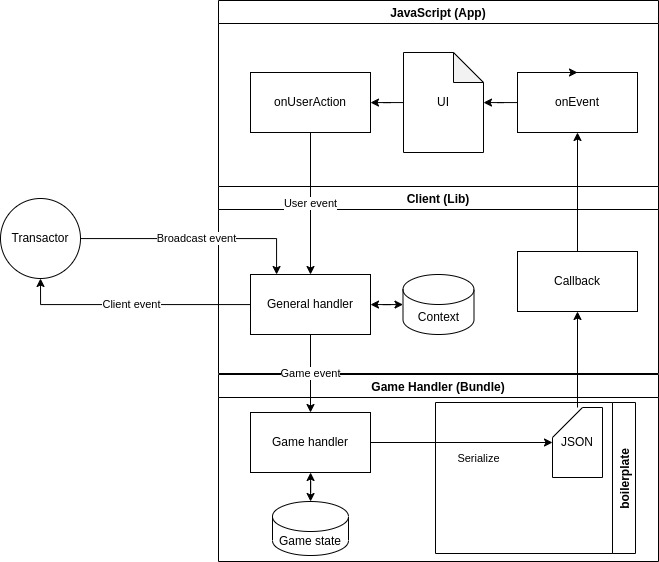 JavaScript (App)
onUserAction
UI
onEvent
User event
Client (Lib)
Transactor
Broadcast event
Callback
Client event
General handler
Context
Game event
Game Handler (Bundle)
Game handler
Serialize
JSON
boilerplate
Game state